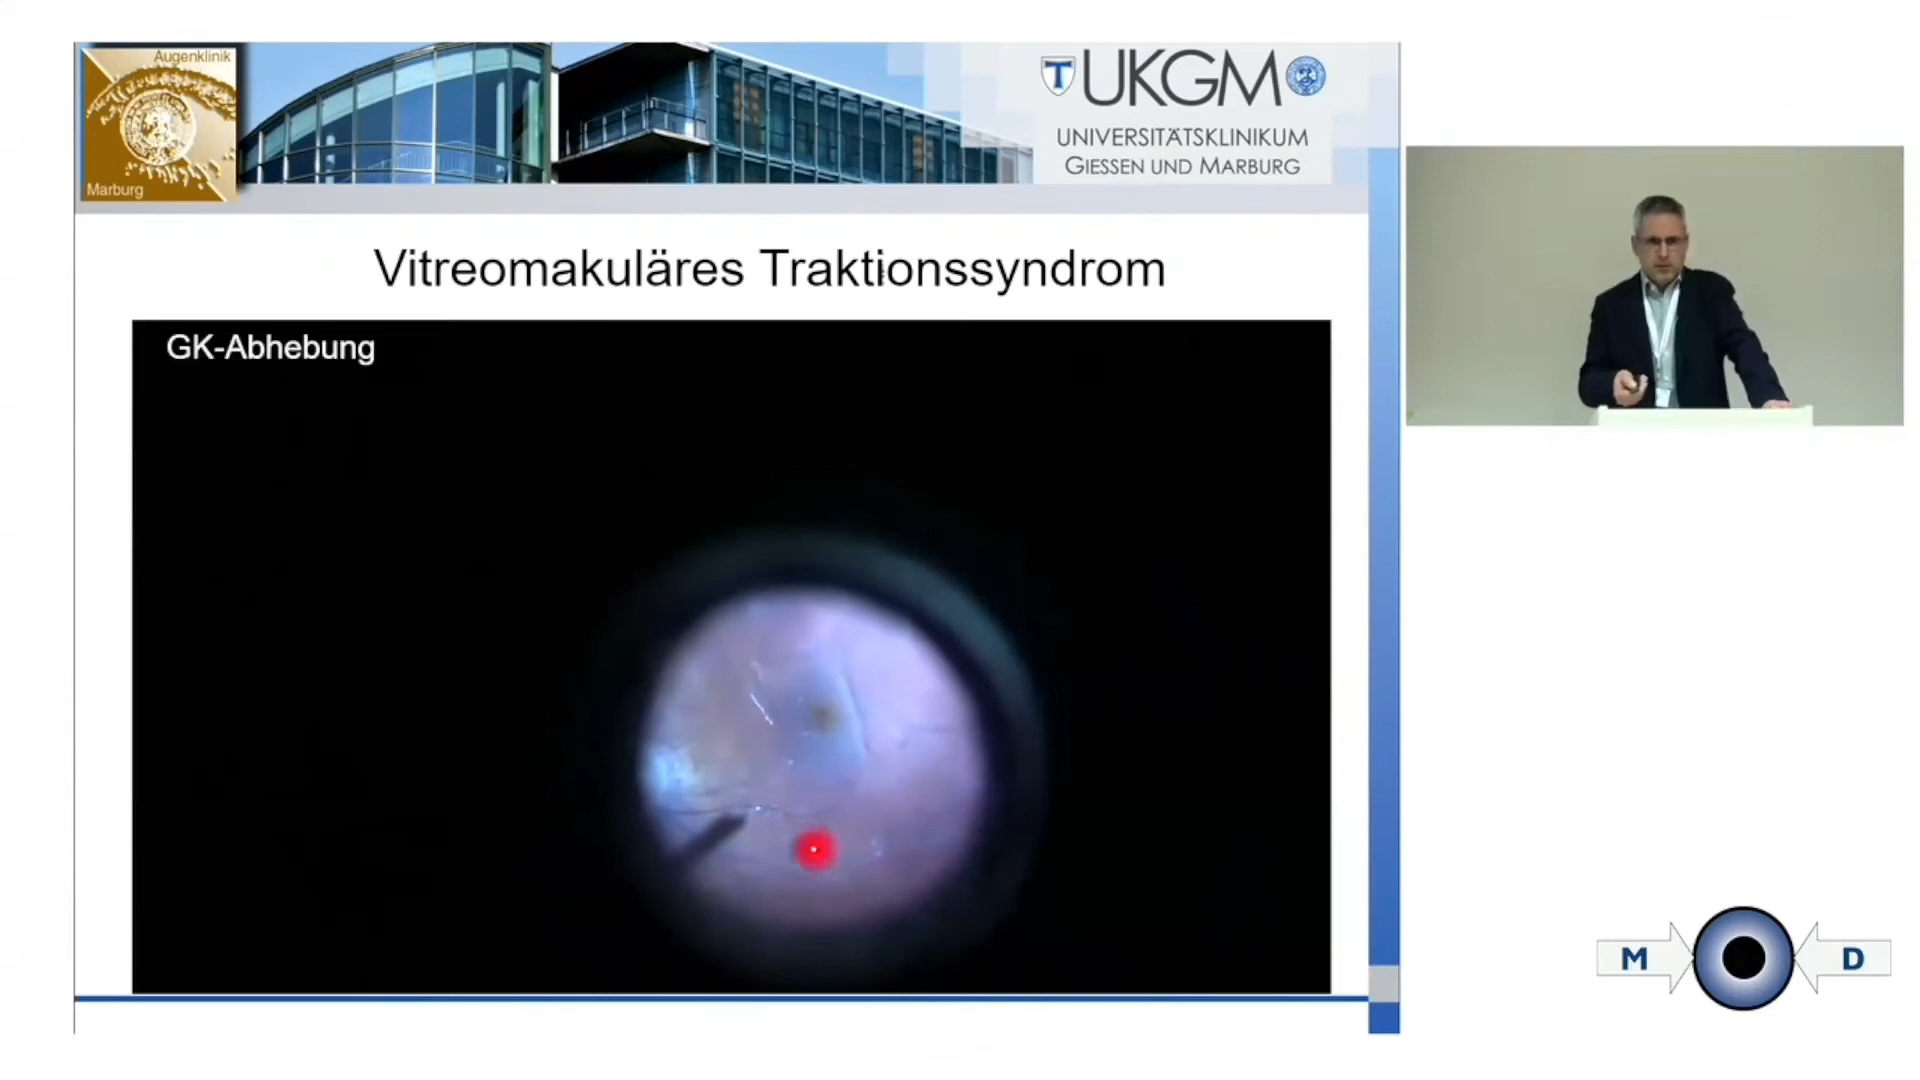 Augenklinik
Marburg
UKGM
UNIVERSITÄTSKLINIKUM
GIESSEN UND MARBURG
Vitreomakuläres Traktionssyndrom
GK-Abhebung
M
D